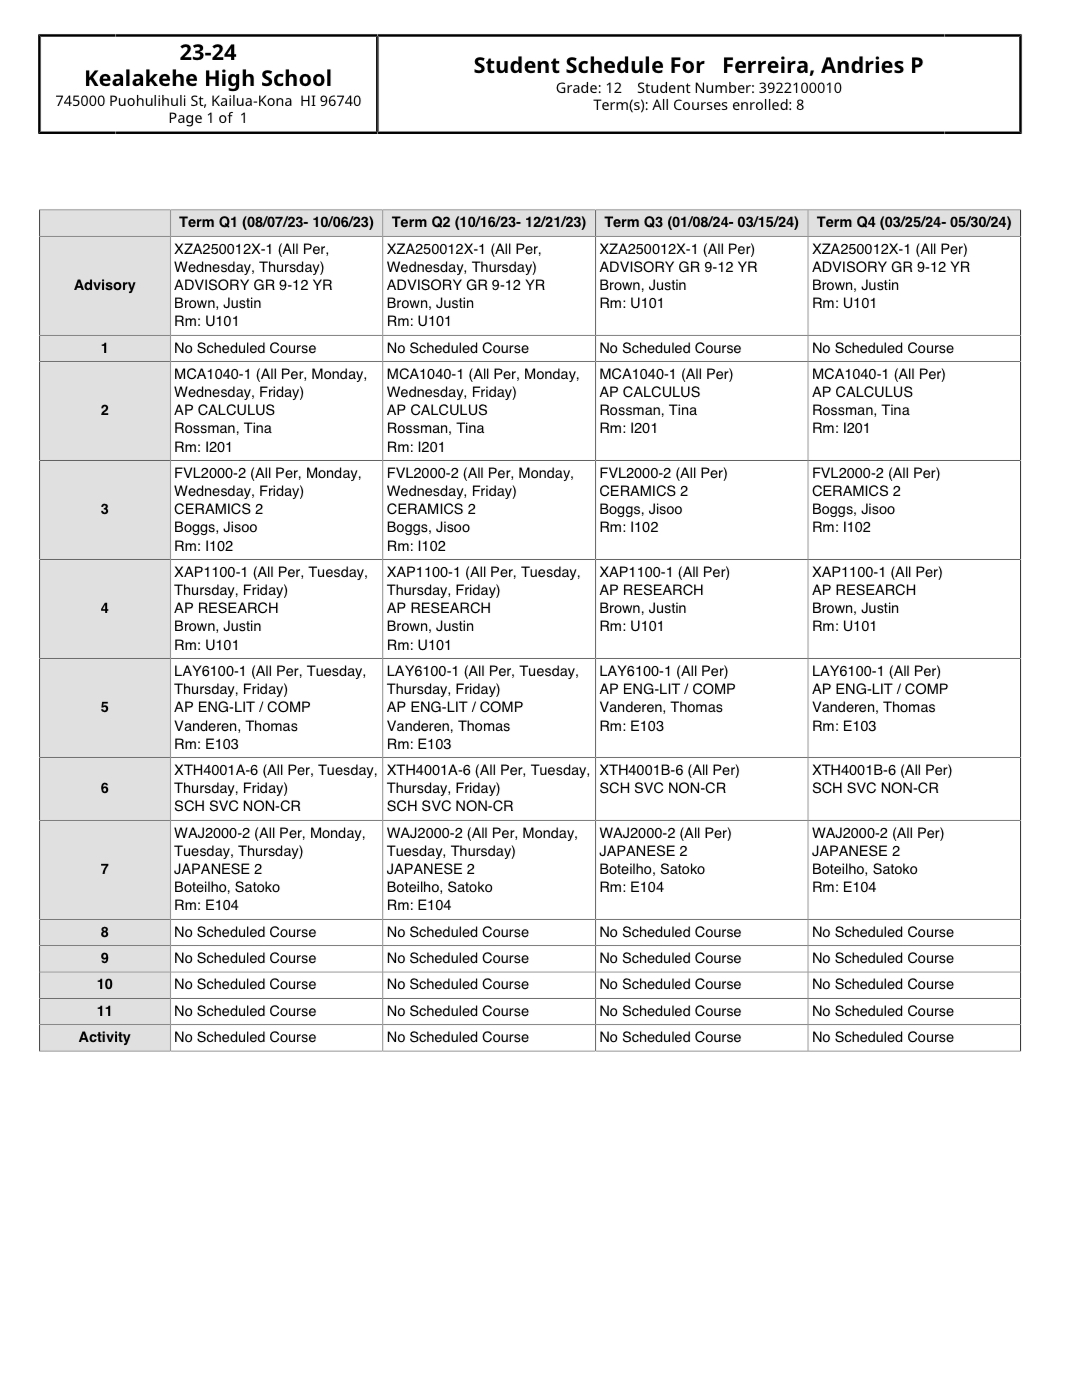 23-24
Kealakehe High School
745000 Puohulihuli St, Kailua-Kona HI 96740
Page 1 of 1
Student Schedule For Ferreira, Andries P
Grade: 12 Student Number: 3922100010
Term(s): All Courses enrolled: 8
Term Q1 (08/07/23- 10/06/23) Term Q2 (10/16/23- 12/21/23) Term Q3 (01/08/24- 03/15/24) Term Q4 (03/25/24- 05/30/24)
Advisory
XZA250012X-1 (All Per,
Wednesday, Thursday)
ADVISORY GR 9-12 YR
Brown, Justin
Rm: U101
XZA250012X-1 (All Per,
Wednesday, Thursday)
ADVISORY GR 9-12 YR
Brown, Justin
Rm: U101
XZA250012X-1 (All Per)
ADVISORY GR 9-12 YR
Brown, Justin
Rm: U101
XZA250012X-1 (All Per)
ADVISORY GR 9-12 YR
Brown, Justin
Rm: U101
1 No Scheduled Course No Scheduled Course No Scheduled Course No Scheduled Course
2
MCA1040-1 (All Per, Monday,
Wednesday, Friday)
AP CALCULUS
Rossman, Tina
Rm: I201
MCA1040-1 (All Per, Monday,
Wednesday, Friday)
AP CALCULUS
Rossman, Tina
Rm: I201
MCA1040-1 (All Per)
AP CALCULUS
Rossman, Tina
Rm: I201
MCA1040-1 (All Per)
AP CALCULUS
Rossman, Tina
Rm: I201
3
FVL2000-2 (All Per, Monday,
Wednesday, Friday)
CERAMICS 2
Boggs, Jisoo
Rm: I102
FVL2000-2 (All Per, Monday,
Wednesday, Friday)
CERAMICS 2
Boggs, Jisoo
Rm: I102
FVL2000-2 (All Per)
CERAMICS 2
Boggs, Jisoo
Rm: I102
FVL2000-2 (All Per)
CERAMICS 2
Boggs, Jisoo
Rm: I102
4
XAP1100-1 (All Per, Tuesday,
Thursday, Friday)
AP RESEARCH
Brown, Justin
Rm: U101
XAP1100-1 (All Per, Tuesday,
Thursday, Friday)
AP RESEARCH
Brown, Justin
Rm: U101
XAP1100-1 (All Per)
AP RESEARCH
Brown, Justin
Rm: U101
XAP1100-1 (All Per)
AP RESEARCH
Brown, Justin
Rm: U101
5
LAY6100-1 (All Per, Tuesday,
Thursday, Friday)
AP ENG-LIT / COMP
Vanderen, Thomas
Rm: E103
LAY6100-1 (All Per, Tuesday,
Thursday, Friday)
AP ENG-LIT / COMP
Vanderen, Thomas
Rm: E103
LAY6100-1 (All Per)
AP ENG-LIT / COMP
Vanderen, Thomas
Rm: E103
LAY6100-1 (All Per)
AP ENG-LIT / COMP
Vanderen, Thomas
Rm: E103
6
XTH4001A-6 (All Per, Tuesday,
Thursday, Friday)
SCH SVC NON-CR
XTH4001A-6 (All Per, Tuesday,
Thursday, Friday)
SCH SVC NON-CR
XTH4001B-6 (All Per)
SCH SVC NON-CR
XTH4001B-6 (All Per)
SCH SVC NON-CR
7
WAJ2000-2 (All Per, Monday,
Tuesday, Thursday)
JAPANESE 2
Boteilho, Satoko
Rm: E104
WAJ2000-2 (All Per, Monday,
Tuesday, Thursday)
JAPANESE 2
Boteilho, Satoko
Rm: E104
WAJ2000-2 (All Per)
JAPANESE 2
Boteilho, Satoko
Rm: E104
WAJ2000-2 (All Per)
JAPANESE 2
Boteilho, Satoko
Rm: E104
8 No Scheduled Course No Scheduled Course No Scheduled Course No Scheduled Course
9 No Scheduled Course No Scheduled Course No Scheduled Course No Scheduled Course
10 No Scheduled Course No Scheduled Course No Scheduled Course No Scheduled Course
11 No Scheduled Course No Scheduled Course No Scheduled Course No Scheduled Course
Activity No Scheduled Course No Scheduled Course No Scheduled Course No Scheduled Course